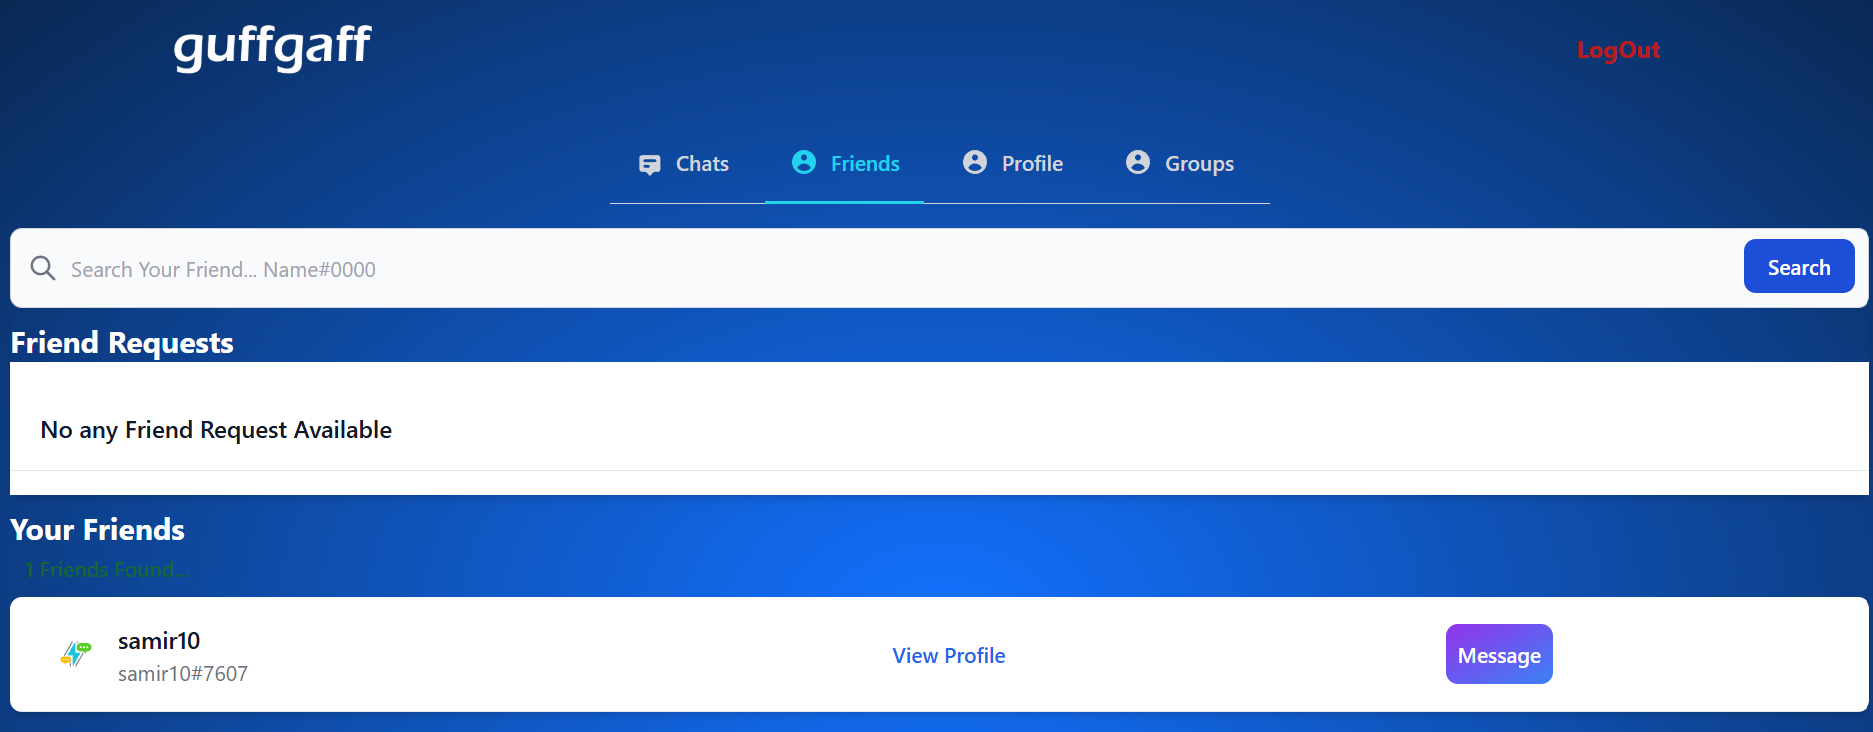 guffgaff
LogOut
Chats Friends Profile Groups
Search Your Friend... Name#0000 Search
Friend Requests
No any Friend Request Available
Your Friends
1 Friends Found...
samir10
samir10#7607
View Profile
Message